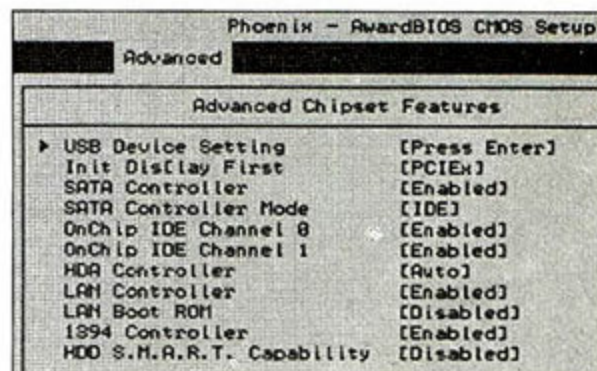 Phoenix - AwardBIOS CMOS Setup
Advanced
Advanced Chipset Features
▶ USB Device Setting [Press Enter]
Init DisClay First [PCIEx]
SATA Controller [Enabled]
SATA Controller Mode [IDE]
OnChip IDE Channel 0 [Enabled]
OnChip IDE Channel 1 [Enabled]
HDA Controller [Auto]
LAN Controller [Enabled]
LAN Boot ROM [Disabled]
1394 Controller [Enabled]
HDD S.M.A.R.T. Capability [Disabled]